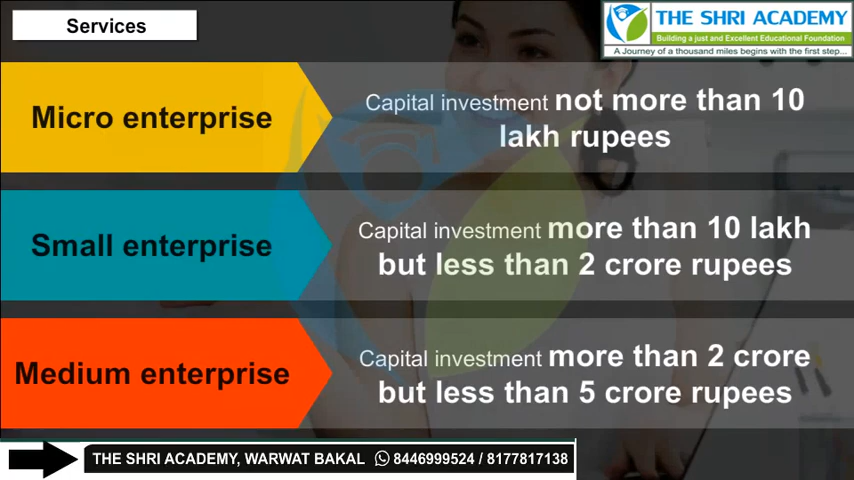 Services
THE SHRI ACADEMY
Building a just and Excellent Educational Foundation
A Journey of a thousand miles begins with the first step...
Micro enterprise
Capital investment not more than 10
lakh rupees
Small enterprise
Capital investment more than 10 lakh
but less than 2 crore rupees
Medium enterprise
Capital investment more than 2 crore
but less than 5 crore rupees
THE SHRI ACADEMY, WARWAT BAKAL 8446999524 / 8177817138